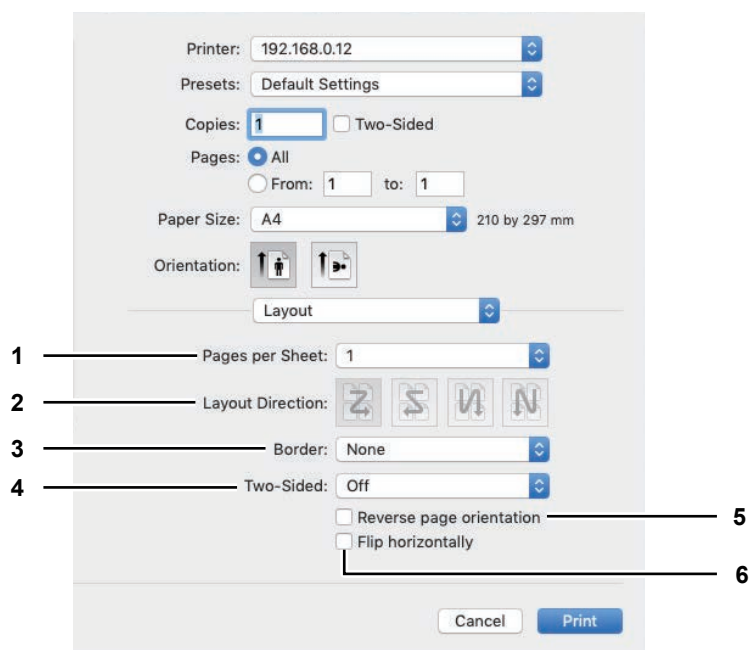 Printer: 192.168.0.12
Presets: Default Settings
Copies: 1 Two-Sided
Pages: All
From: 1 to: 1
Paper Size: A4 210 by 297 mm
Orientation:
Layout
1 Pages per Sheet: 1
2 Layout Direction:
3 Border: None
4 Two-Sided: Off
Reverse page orientation 5
Flip horizontally
6
Cancel Print